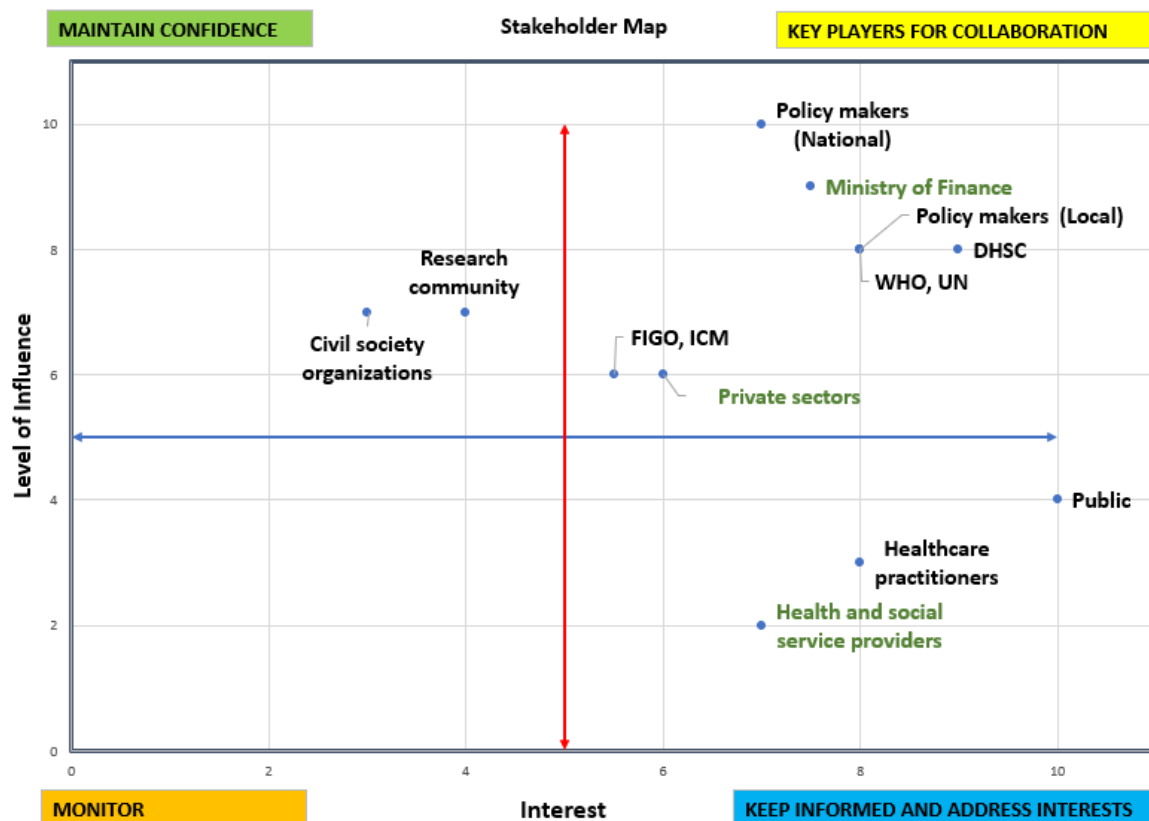 MAINTAIN CONFIDENCE
Stakeholder Map
KEY PLAYERS FOR COLLABORATION
10
Policy makers
(National)
Ministry of Finance
Policy makers (Local)
8
DHSC
WHO, UN
Research
community
Civil society
organizations
FIGO, ICM
Private sectors
6
Level of Influence
4
Public
Healthcare
practitioners
2
Health and social
service providers
0
0
2
4
6
8
10
MONITOR
Interest
KEEP INFORMED AND ADDRESS INTERESTS